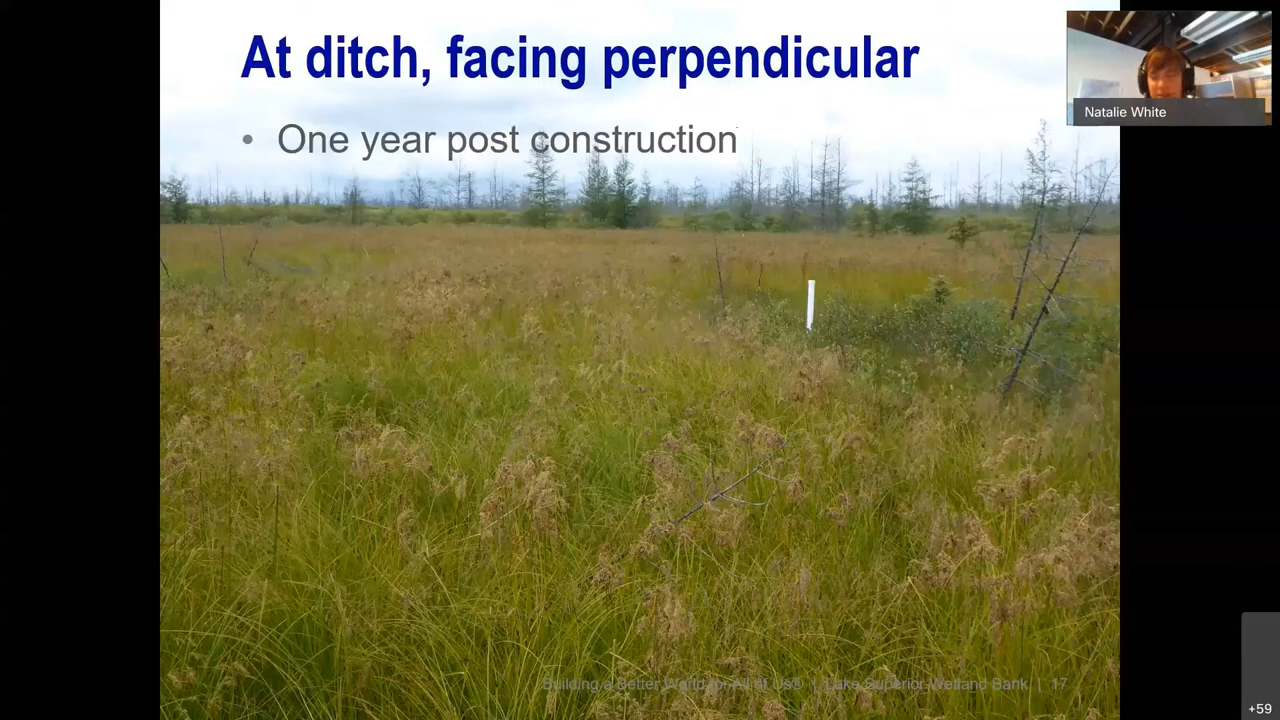 At ditch, facing perpendicular
• One year post construction
Natalie White
Building a Better World for All of Us® | Lake Superior Wetland Bank | 17
+59